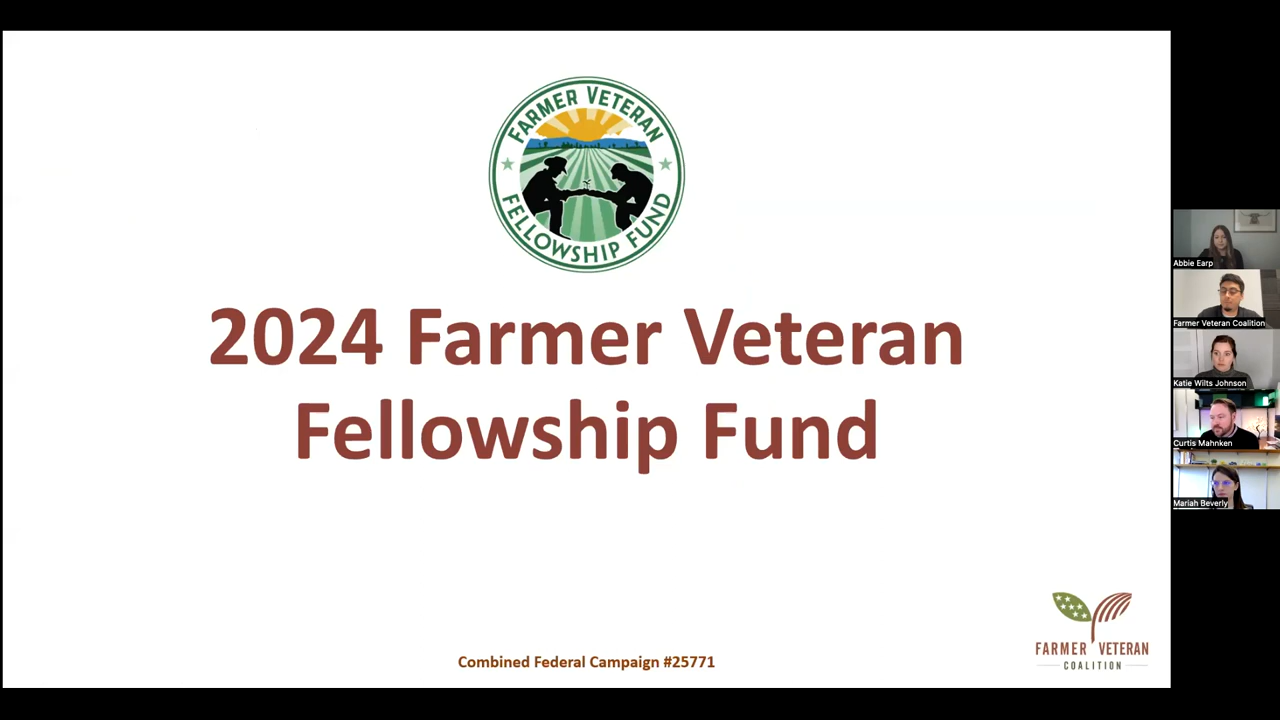 FARMER VETERAN
FELLOWSHIP FUND
2024 Farmer Veteran
Fellowship Fund
Combined Federal Campaign #25771
FARMER VETERAN
COALITION
Abbie Earp
Farmer Veteran Coalition
Katie Wilts Johnson
Curtis Mahnken
Mariah Beverly